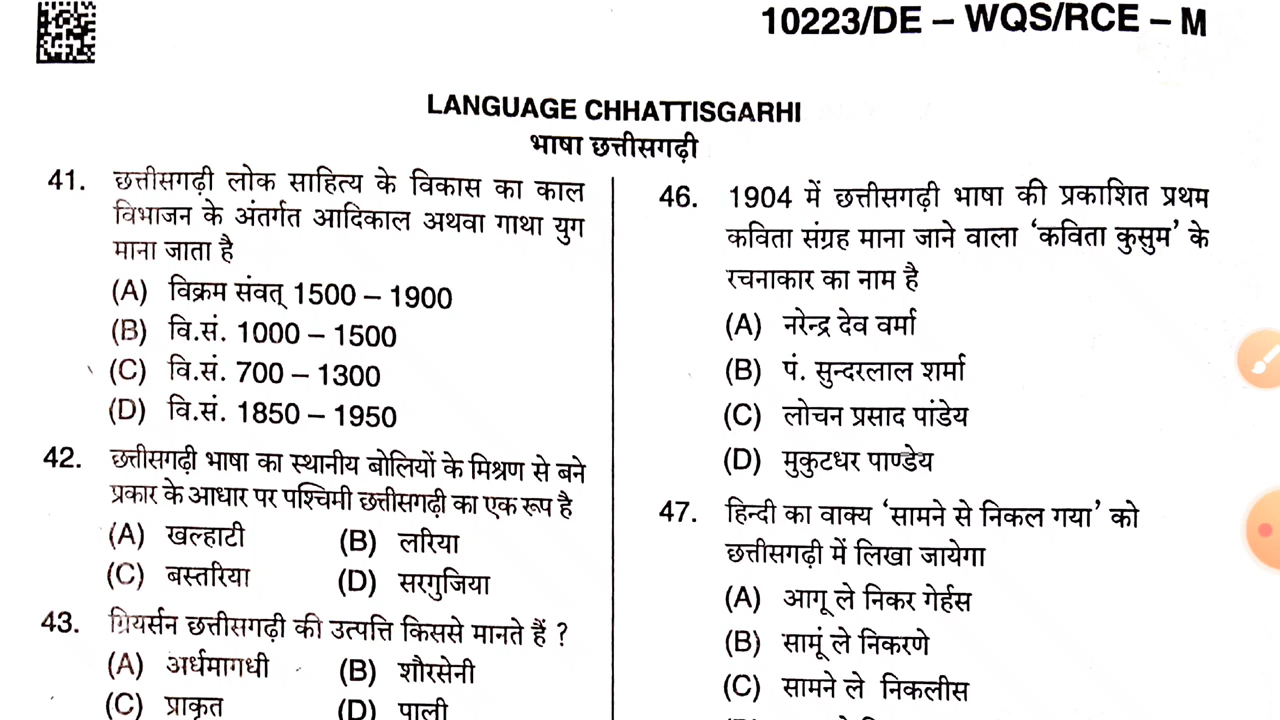 10223/DE – WQS/RCE – M
LANGUAGE CHHATTISGARHI
भाषा छत्तीसगढ़ी
41. छत्तीसगढ़ी लोक साहित्य के विकास का काल
विभाजन के अंतर्गत आदिकाल अथवा गाथा युग
माना जाता है
(A) विक्रम संवत् 1500 – 1900
(B) वि.सं. 1000 – 1500
(C) वि.सं. 700 – 1300
(D) वि.सं. 1850 – 1950
42. छत्तीसगढ़ी भाषा का स्थानीय बोलियों के मिश्रण से बने
प्रकार के आधार पर पश्चिमी छत्तीसगढ़ी का एक रूप है
(A) खल्हाटी (B) लरिया
(C) बस्तरिया (D) सरगुजिया
43. ग्रियर्सन छत्तीसगढ़ी की उत्पत्ति किससे मानते हैं ?
(A) अर्धमागधी (B) शौरसेनी
(C) प्राकृत (D) पाली
46. 1904 में छत्तीसगढ़ी भाषा की प्रकाशित प्रथम
कविता संग्रह माना जाने वाला ‘कविता कुसुम’ के
रचनाकार का नाम है
(A) नरेन्द्र देव वर्मा
(B) पं. सुन्दरलाल शर्मा
(C) लोचन प्रसाद पांडेय
(D) मुकुटधर पाण्डेय
47. हिन्दी का वाक्य ‘सामने से निकल गया’ को
छत्तीसगढ़ी में लिखा जायेगा
(A) आगू ले निकर गेर्हस
(B) सामूं ले निकरणे
(C) सामने ले निकलीस